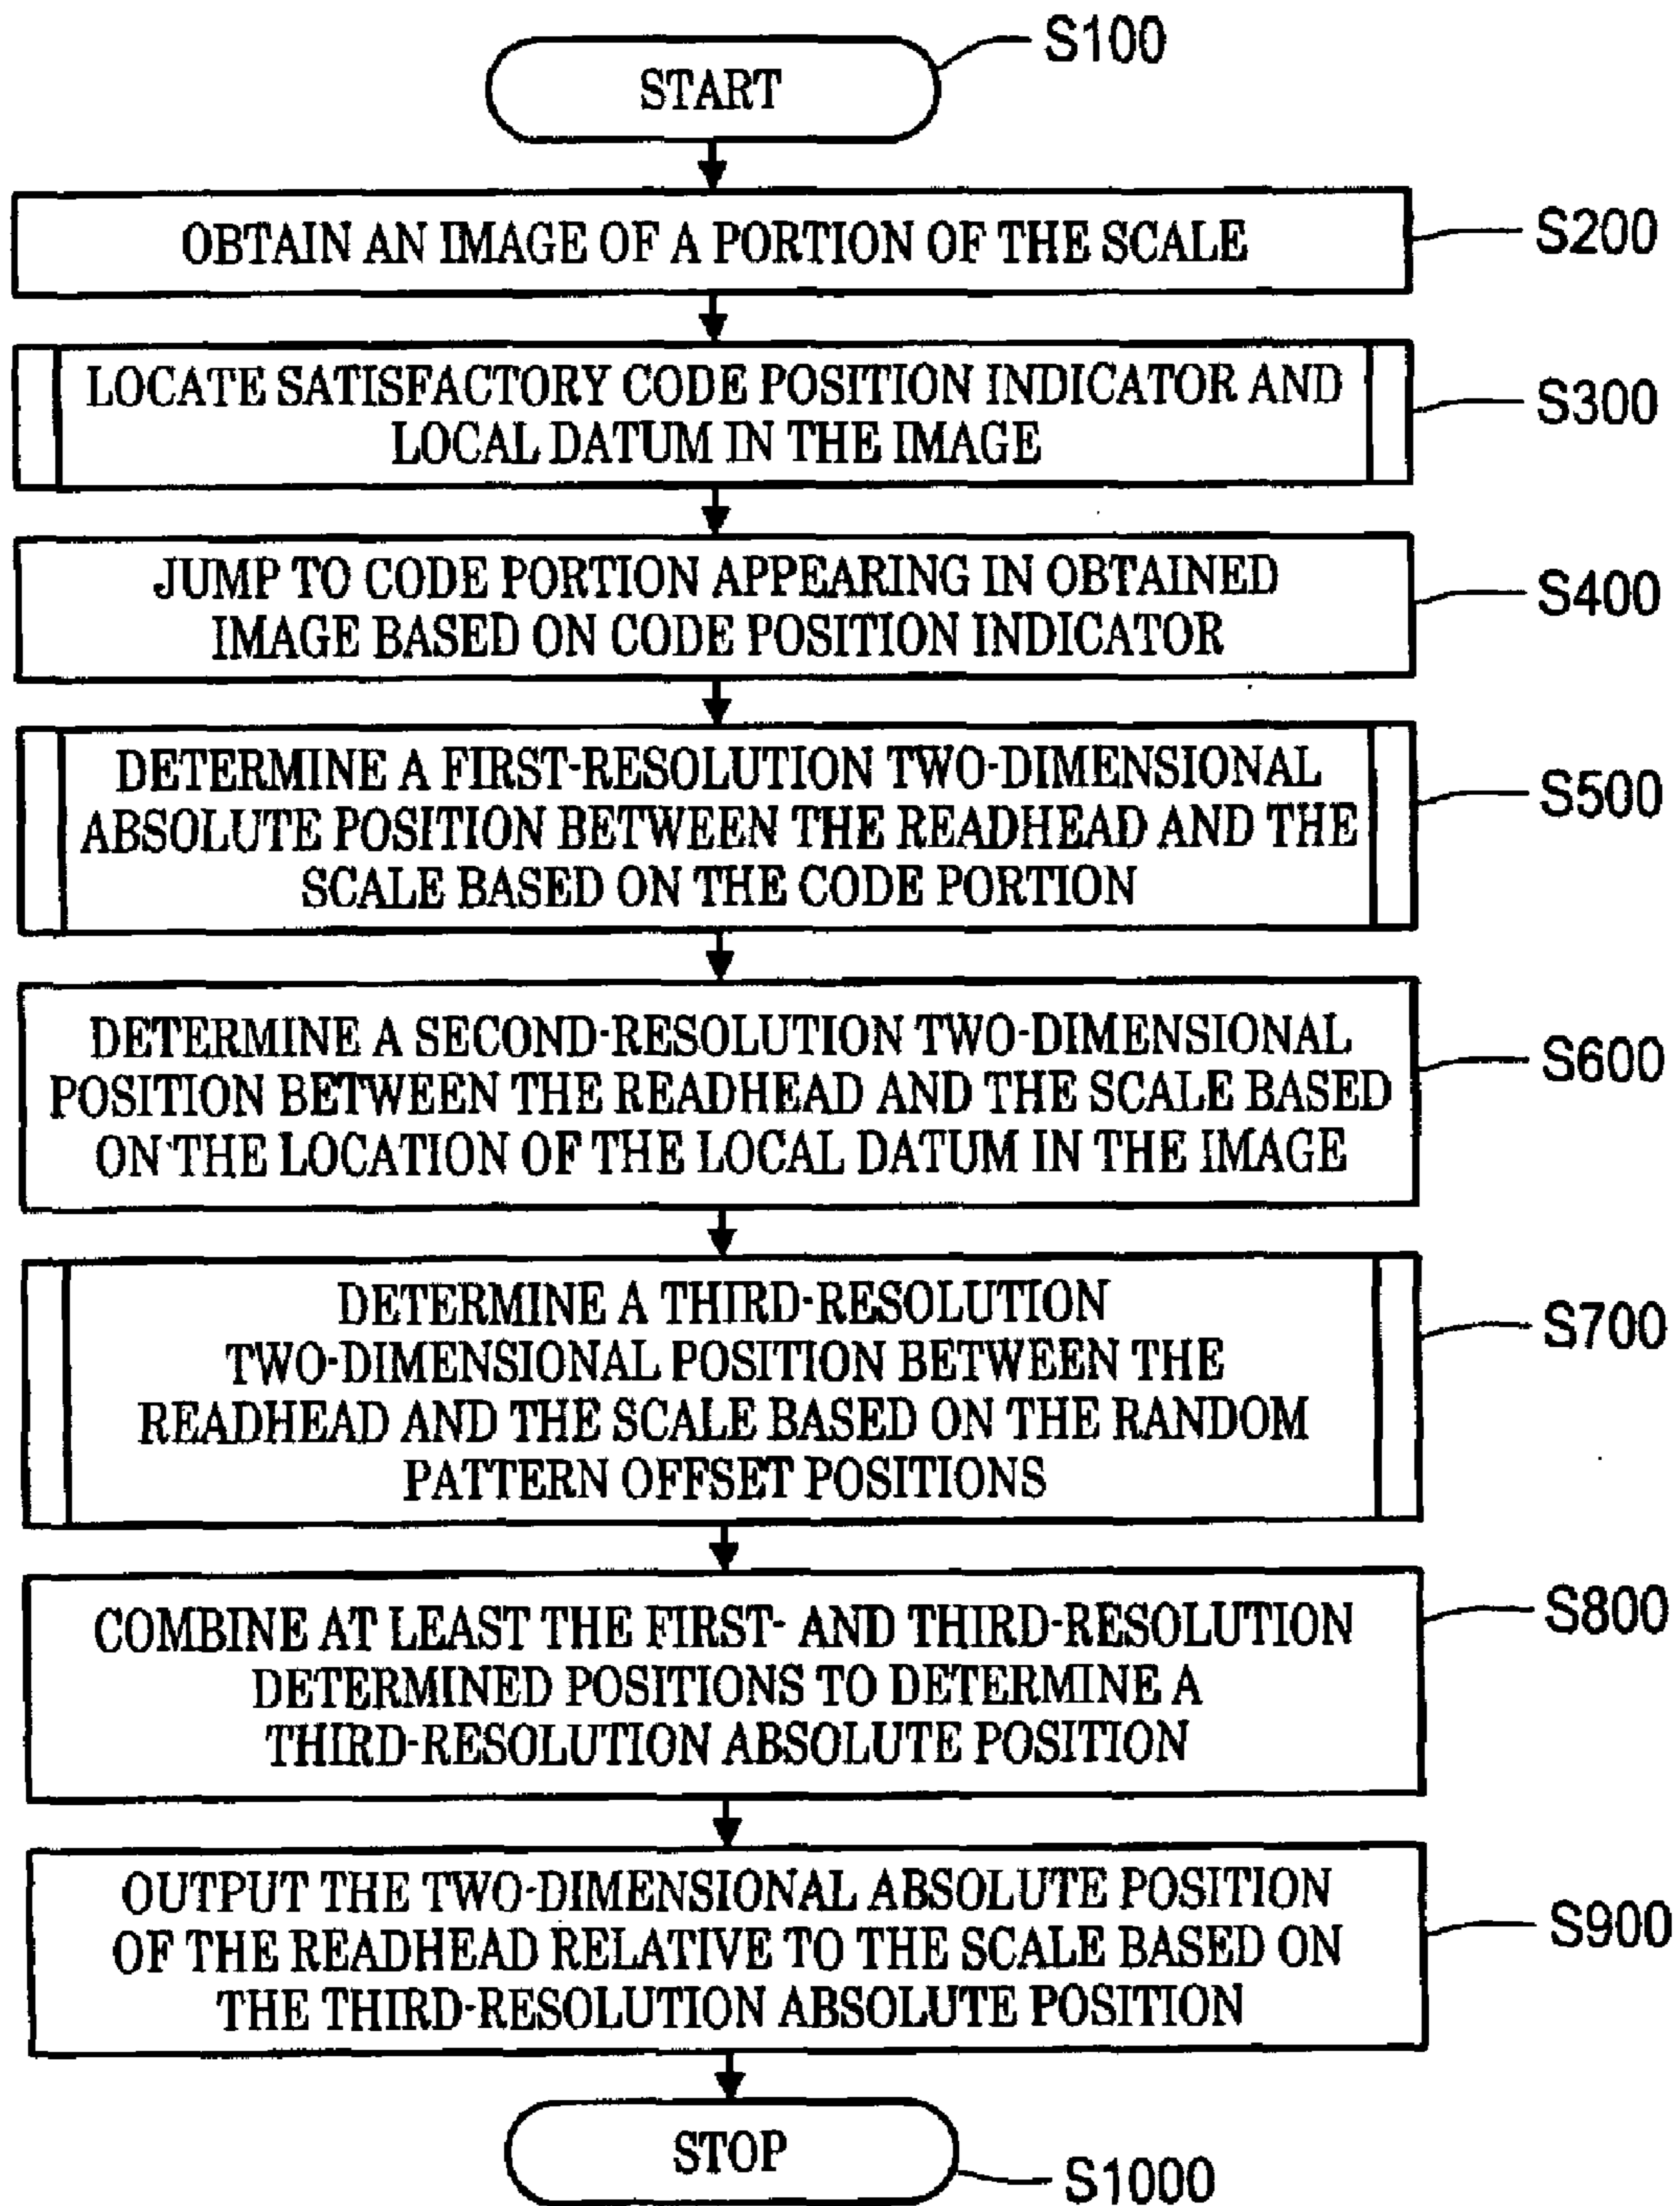 S100
START
OBTAIN AN IMAGE OF A PORTION OF THE SCALE
S200
LOCATE SATISFACTORY CODE POSITION INDICATOR AND
LOCAL DATUM IN THE IMAGE
S300
JUMP TO CODE PORTION APPEARING IN OBTAINED
IMAGE BASED ON CODE POSITION INDICATOR
S400
DETERMINE A FIRST-RESOLUTION TWO-DIMENSIONAL
ABSOLUTE POSITION BETWEEN THE READHEAD AND THE
SCALE BASED ON THE CODE PORTION
S500
DETERMINE A SECOND-RESOLUTION TWO-DIMENSIONAL
POSITION BETWEEN THE READHEAD AND THE SCALE BASED
ON THE LOCATION OF THE LOCAL DATUM IN THE IMAGE
S600
DETERMINE A THIRD-RESOLUTION
TWO-DIMENSIONAL POSITION BETWEEN THE
READHEAD AND THE SCALE BASED ON THE RANDOM
PATTERN OFFSET POSITIONS
S700
COMBINE AT LEAST THE FIRST- AND THIRD-RESOLUTION
DETERMINED POSITIONS TO DETERMINE A
THIRD-RESOLUTION ABSOLUTE POSITION
S800
OUTPUT THE TWO-DIMENSIONAL ABSOLUTE POSITION
OF THE READHEAD RELATIVE TO THE SCALE BASED ON
THE THIRD-RESOLUTION ABSOLUTE POSITION
S900
STOP
S1000